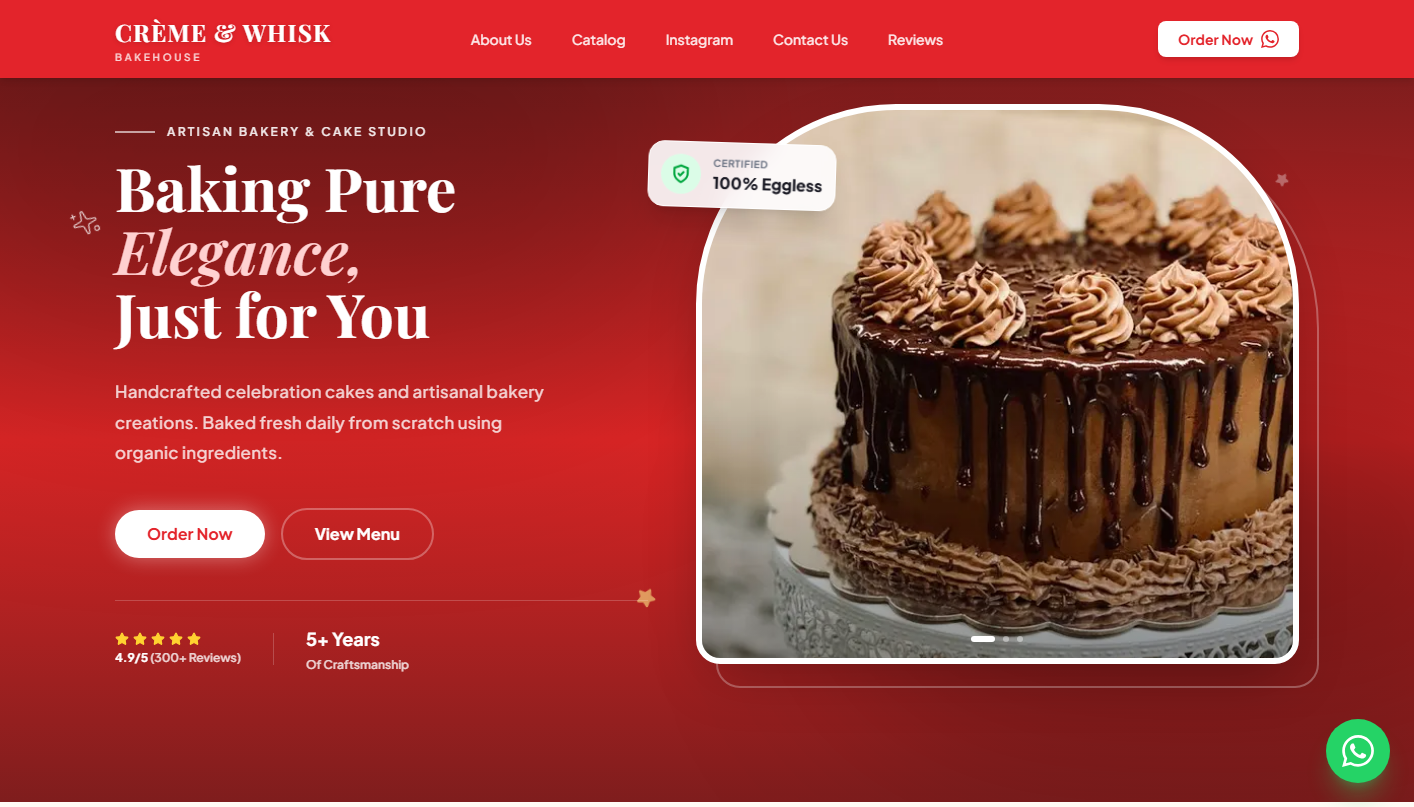 CRÈME & WHISK
BAKEHOUSE
About Us
Catalog
Instagram
Contact Us
Reviews
Order Now
ARTISAN BAKERY & CAKE STUDIO
Baking Pure
Elegance,
Just for You
Handcrafted celebration cakes and artisanal bakery
creations. Baked fresh daily from scratch using
organic ingredients.
Order Now
View Menu
4.9/5 (300+ Reviews)
5+ Years
Of Craftsmanship
CERTIFIED
100% Eggless